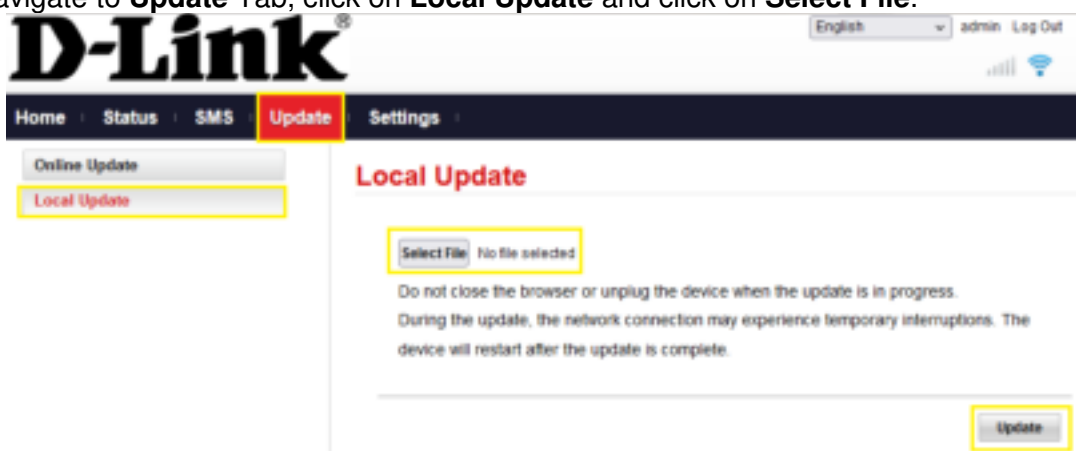 avigate to Update Tab, click on Local Update and click on Select File.
D-Link®
English admin Log Out
Home Status SMS Update Settings
Online Update
Local Update
Local Update
Select File No file selected
Do not close the browser or unplug the device when the update is in progress.
During the update, the network connection may experience temporary interruptions. The
device will restart after the update is complete.
Update